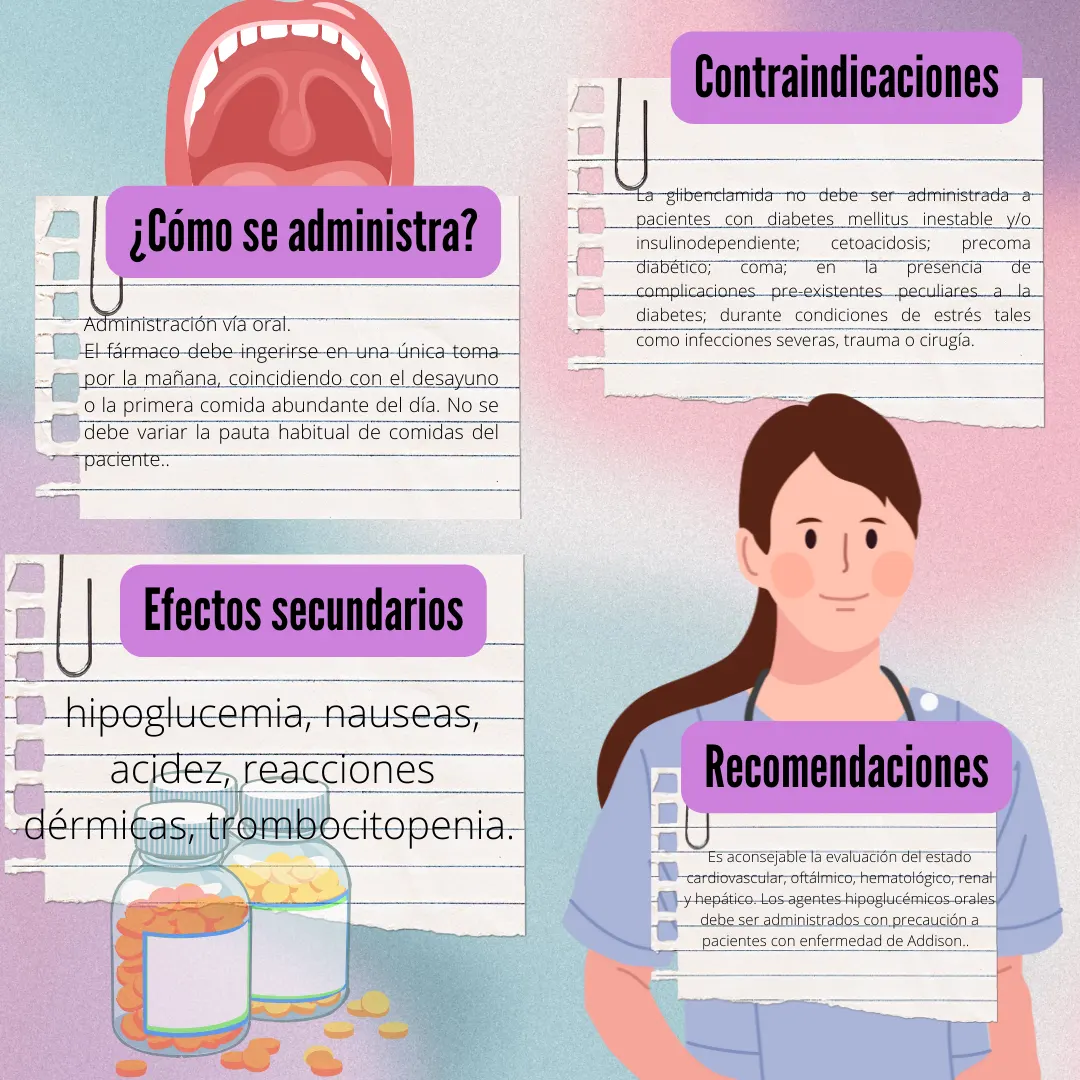 ¿Cómo se administra?
Administración vía oral.
El fármaco debe ingerirse en una única toma
por la mañana, coincidiendo con el desayuno
o la primera comida abundante del día. No se
debe variar la pauta habitual de comidas del
paciente..
.
Contraindicaciones
La glibenclamida no debe ser administrada a
pacientes con diabetes mellitus inestable y/o
insulinodependiente; cetoacidosis; precoma
diabético; coma; en la presencia de
complicaciones pre-existentes peculiares a la
diabetes; durante condiciones de estrés tales
como infecciones severas, trauma o cirugía.
Efectos secundarios
hipoglucemia, nauseas,
acidez, reacciones
dérmicas, trombocitopenia.
Recomendaciones
Es aconsejable la evaluación del estado
cardiovascular, oftálmico, hematológico, renal
y hepático. Los agentes hipoglucémicos orales
debe ser administrados con precaución a
pacientes con enfermedad de Addison..